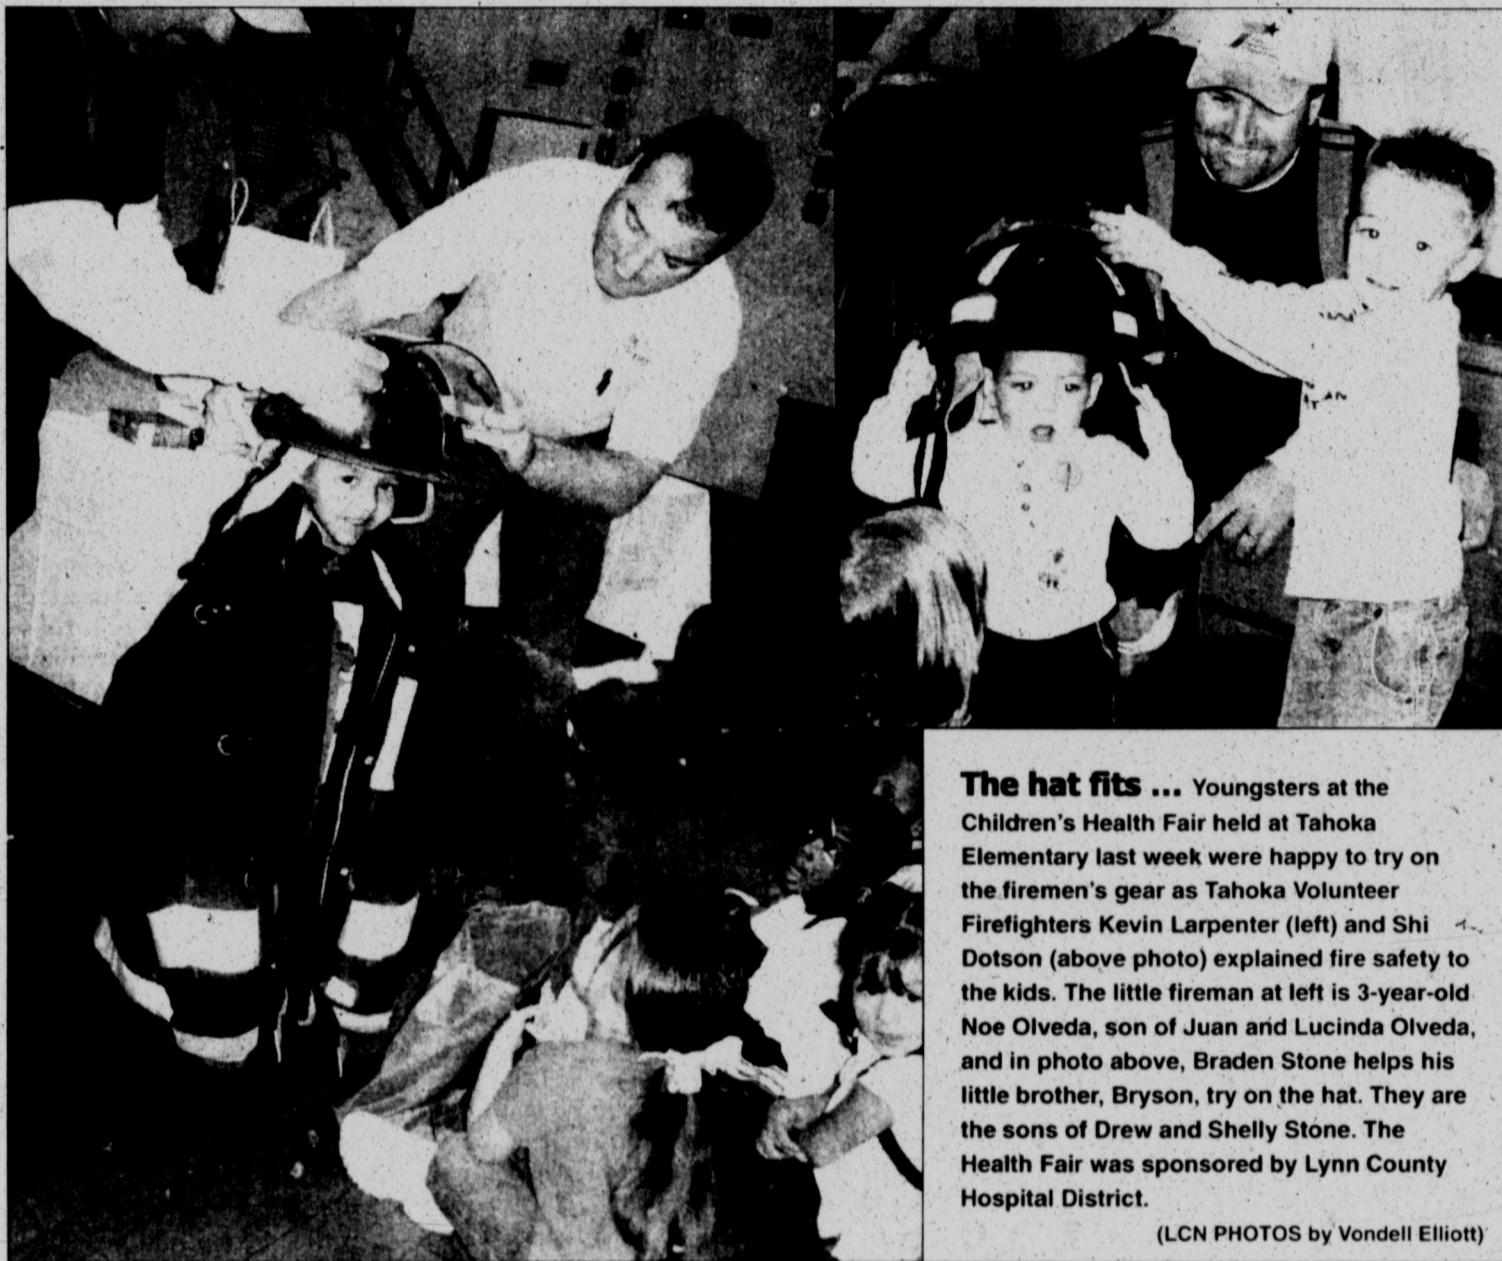 The hat fits ... Youngsters at the
Children's Health Fair held at Tahoka
Elementary last week were happy to try on
the firemen's gear as Tahoka Volunteer
Firefighters Kevin Larpenter (left) and Shi
Dotson (above photo) explained fire safety to
the kids. The little fireman at left is 3-year-old
Noe Olveda, son of Juan and Lucinda Olveda,
and in photo above, Braden Stone helps his
little brother, Bryson, try on the hat. They are
the sons of Drew and Shelly Stone. The
Health Fair was sponsored by Lynn County
Hospital District.
(LCN PHOTOS by Vondell Elliott)